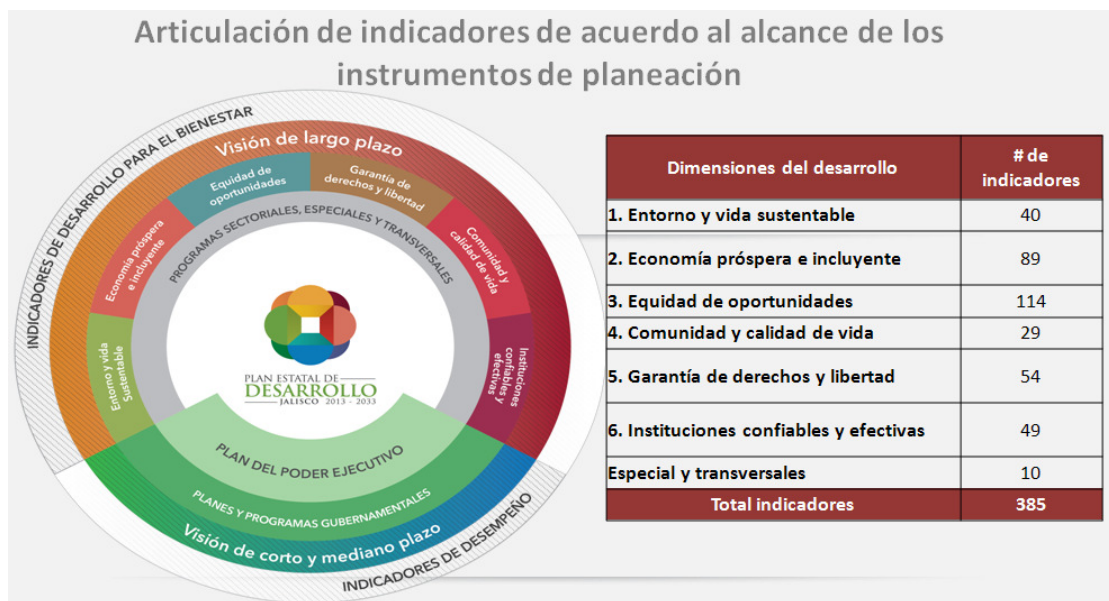 Articulación de indicadores de acuerdo al alcance de los
instrumentos de planeación
INDICADORES DE DESARROLLO PARA EL BIENESTAR
Visión de largo plazo
Equidad de
oportunidades
Garantía de
derechos y libertad
Economía próspera
e incluyente
Comunidad y
calidad de vida
Entorno y vida
Sustentable
Instituciones
confiables y
efectivas
PROGRAMAS SECTORIALES, ESPECIALES Y TRANSVERSALES
PLAN ESTATAL DE
DESARROLLO
JALISCO 2013 - 2033
PLAN DEL PODER EJECUTIVO
PLANES Y PROGRAMAS GUBERNAMENTALES
Visión de corto y mediano plazo
INDICADORES DE DESEMPEÑO
Dimensiones del desarrollo # de indicadores
1. Entorno y vida sustentable 40
2. Economía próspera e incluyente 89
3. Equidad de oportunidades 114
4. Comunidad y calidad de vida 29
5. Garantía de derechos y libertad 54
6. Instituciones confiables y efectivas 49
Especial y transversales 10
Total indicadores 385